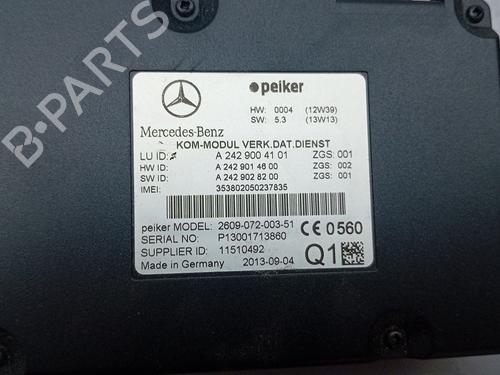 peiker
HW: 0004 (12W39)
SW: 5.3 (13W13)
Mercedes-Benz
KOM-MODUL VERK.DAT.DIENST
LU ID: A 242 900 41 01 ZGS: 001
HW ID: A 242 901 46 00 ZGS: 002
SW ID: A 242 902 82 00 ZGS: 001
IMEI: 353802050237835
peiker MODEL: 2609-072-003-51
SERIAL NO: P13001713860
CE 0560
SUPPLIER ID: 11510492
Made in Germany 2013-09-04
Q1